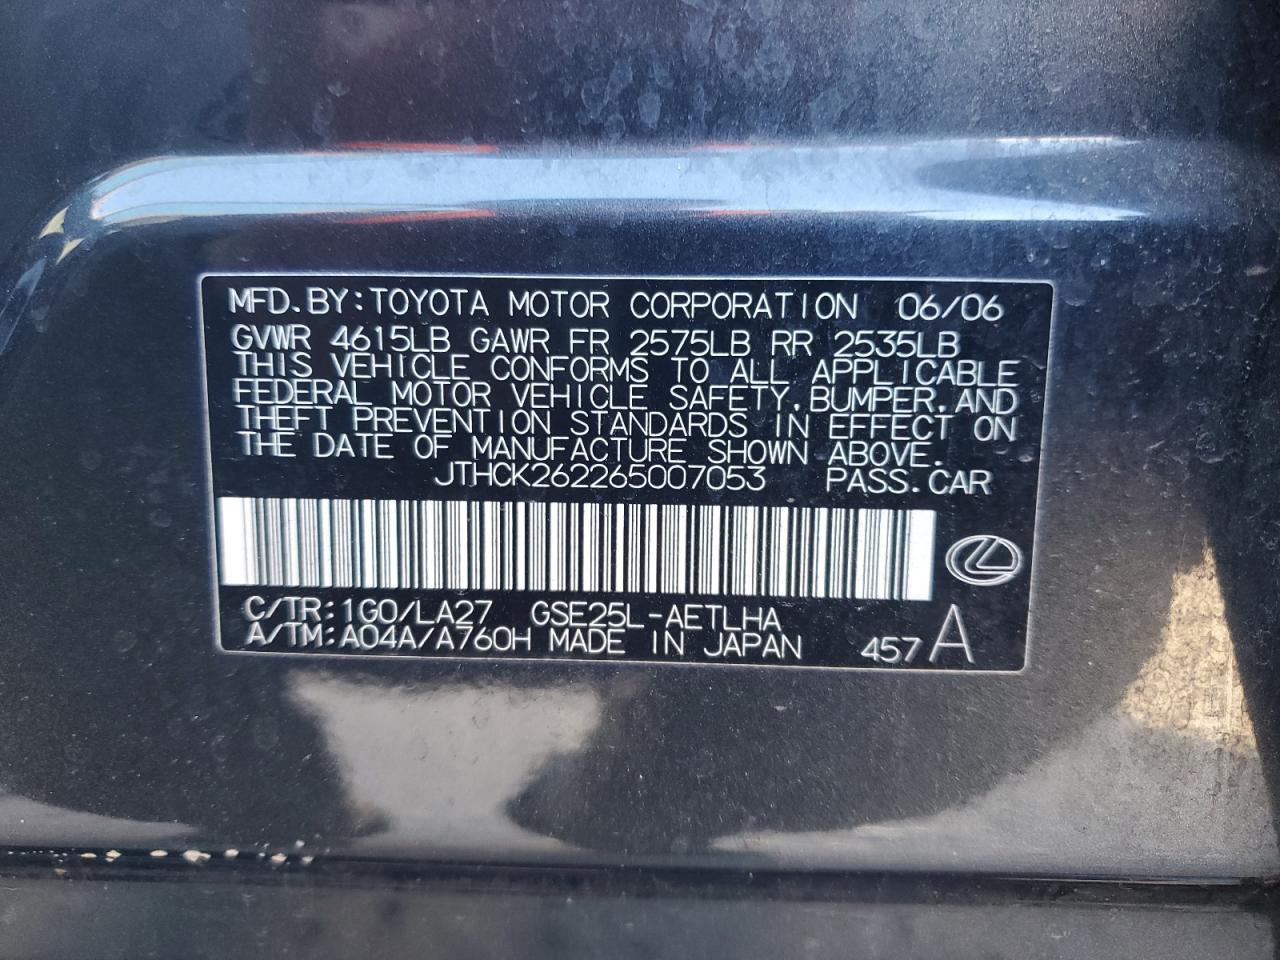 MFD.BY:TOYOTA MOTOR CORPORATION 06/06
GVWR 4615LB GAWR FR 2575LB RR 2535LB
THIS VEHICLE CONFORMS TO ALL APPLICABLE
FEDERAL MOTOR VEHICLE SAFETY,BUMPER,AND
THEFT PREVENTION STANDARDS IN EFFECT ON
THE DATE OF MANUFACTURE SHOWN ABOVE.
JTHCK262265007053 PASS.CAR
C/TR:1G0/LA27 GSE25L-AETLHA
A/TM:A04A/A760H MADE IN JAPAN 457A